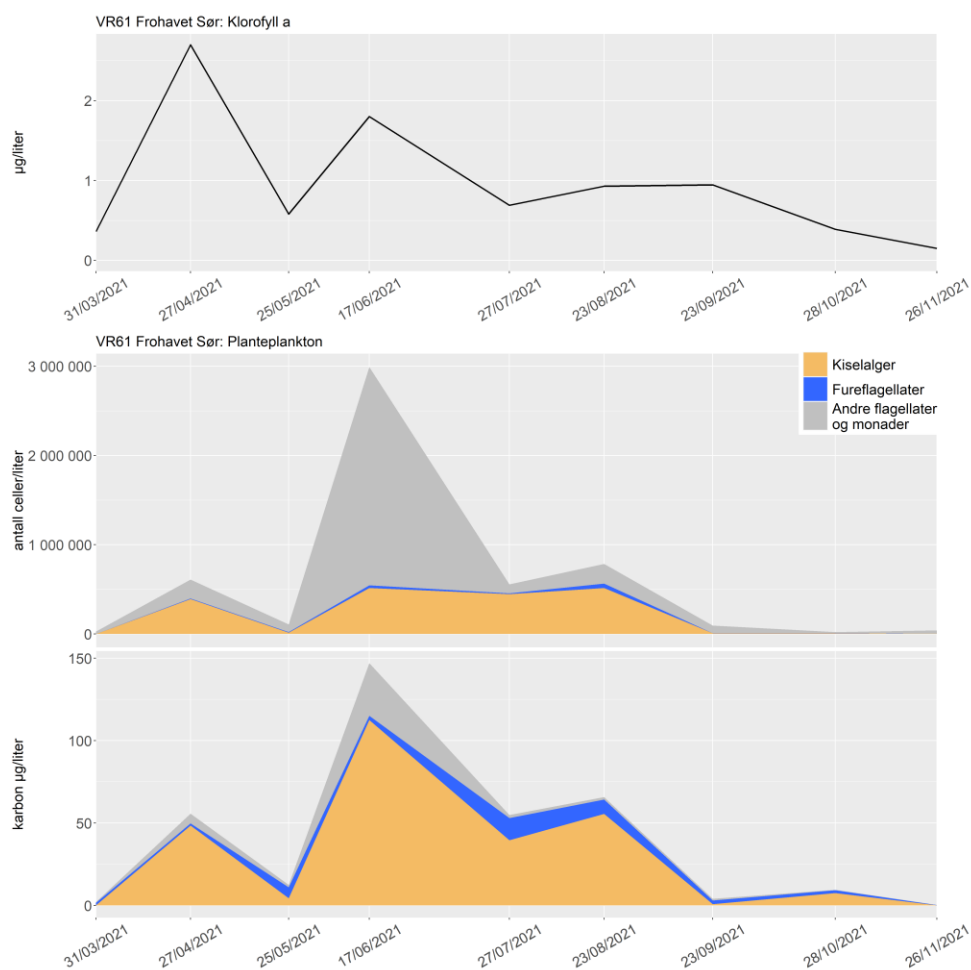 VR61 Frohavet Sør: Klorofyll a
µg/liter
2
1
0
31/03/2021
27/04/2021
25/05/2021
17/06/2021
27/07/2021
23/08/2021
23/09/2021
28/10/2021
26/11/2021
VR61 Frohavet Sør: Planteplankton
antall celler/liter
3 000 000
2 000 000
1 000 000
0
Kiselalger
Fureflagellater
Andre flagellater
og monader
karbon µg/liter
150
100
50
0
31/03/2021
27/04/2021
25/05/2021
17/06/2021
27/07/2021
23/08/2021
23/09/2021
28/10/2021
26/11/2021